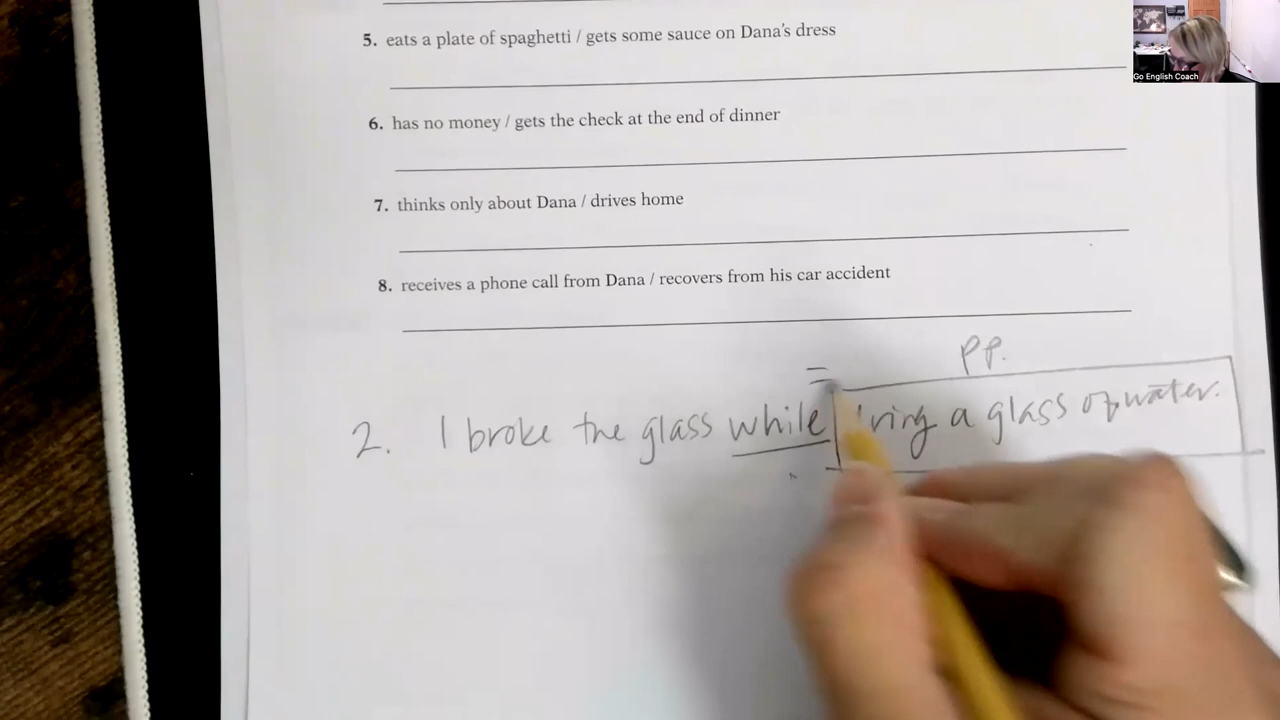 Go English Coach
5. eats a plate of spaghetti / gets some sauce on Dana's dress
6. has no money / gets the check at the end of dinner
7. thinks only about Dana / drives home
8. receives a phone call from Dana / recovers from his car accident
PP.
2. I broke the glass while a glass of water.